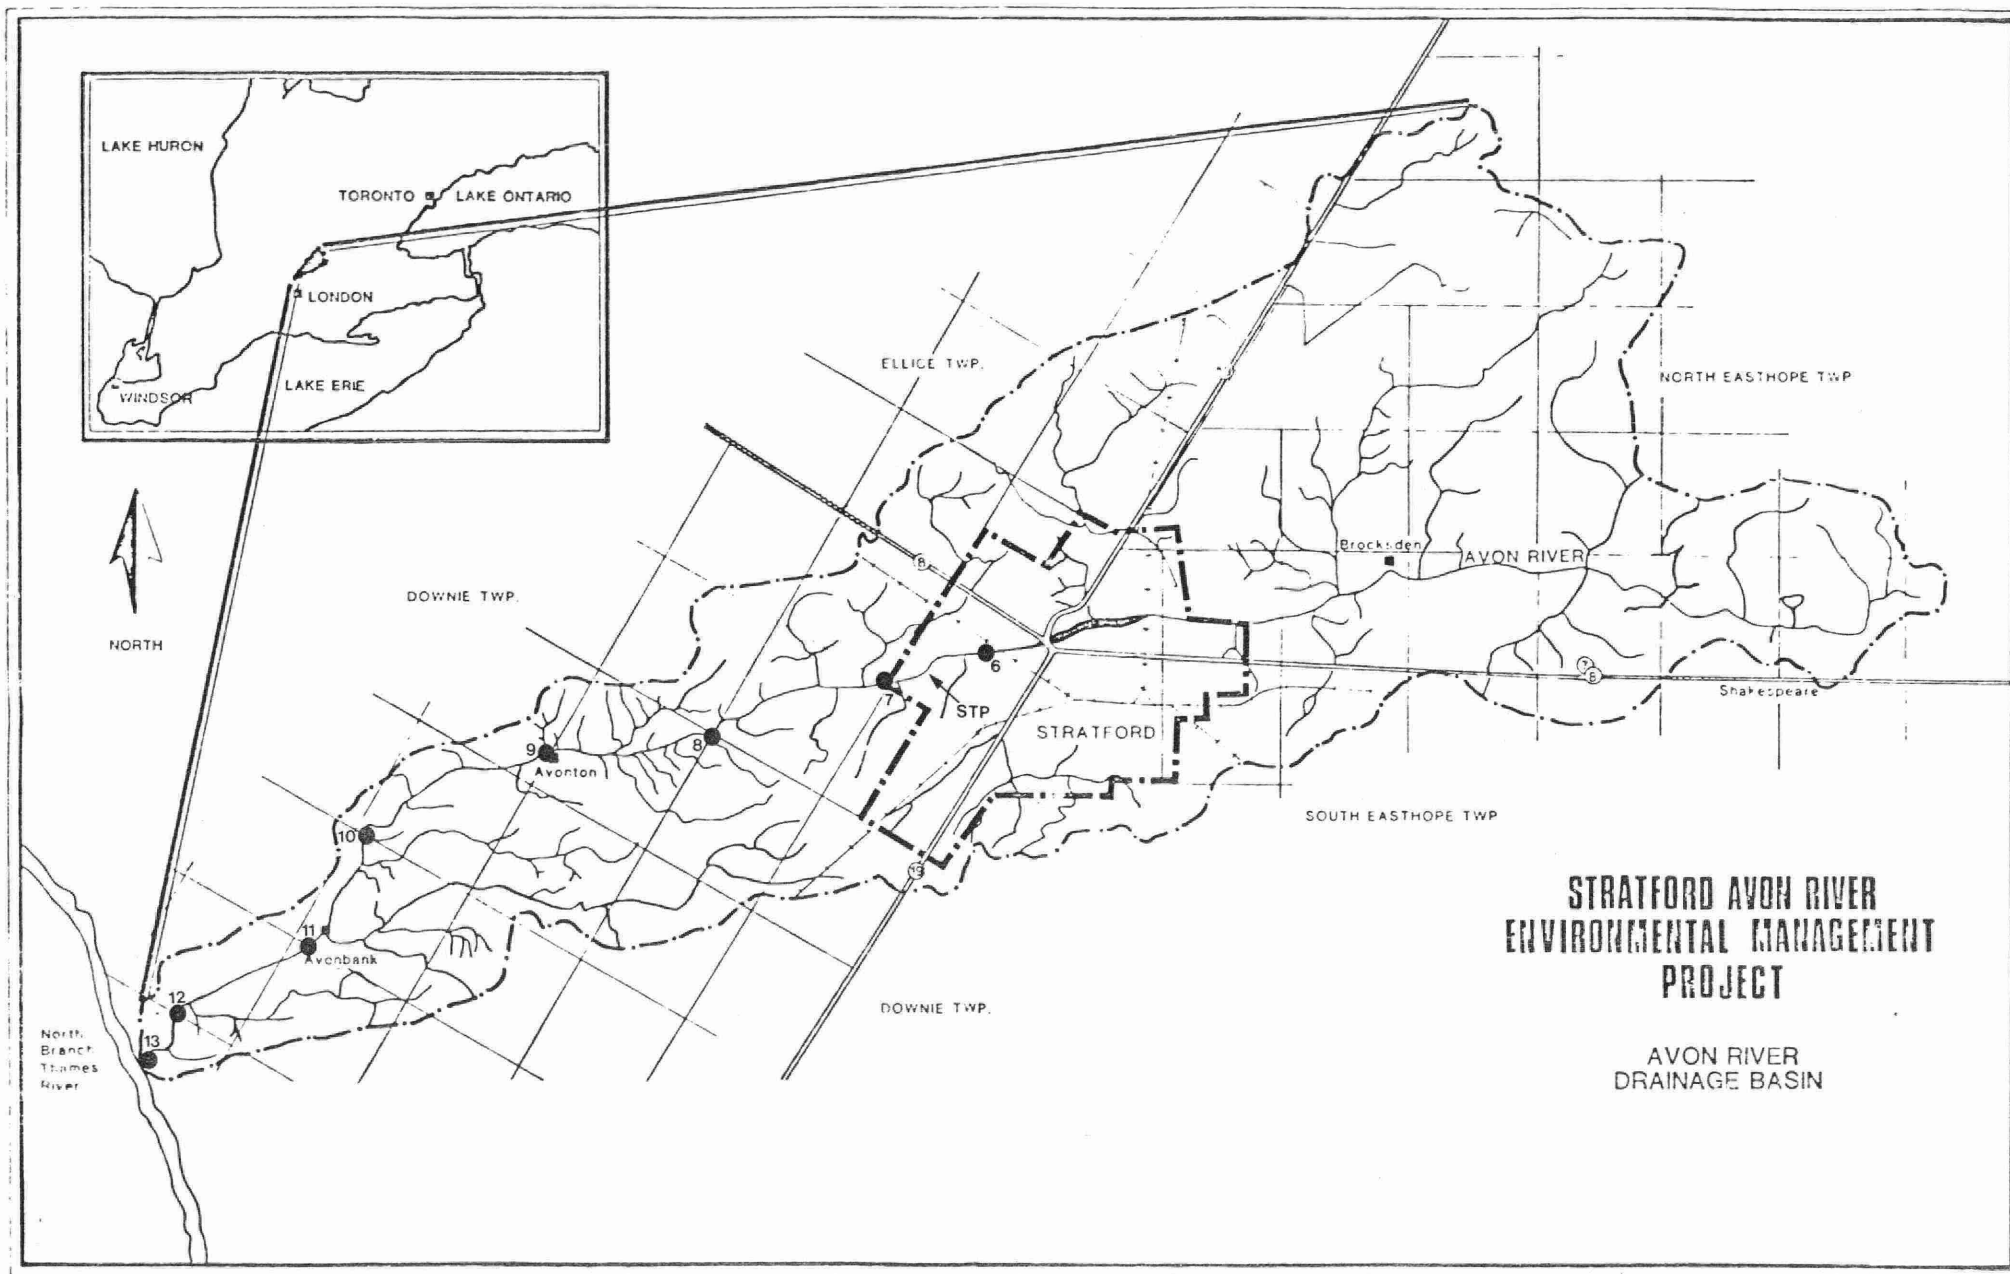 LAKE HURON
TORONTO
LAKE ONTARIO
LONDON
LAKE ERIE
WINDSOR
NORTH
ELLICE TWP.
NORTH EASTHOPE TWP
DOWNIE TWP.
8
Brocksden
AVON RIVER
6
7
STP
7
8
Shakespeare
STRATFORD
8
9
Avonton
10
SOUTH EASTHOPE TWP
19
11
Avonbank
12
13
DOWNIE TWP.
North
Branch
Thames
River
STRATFORD AVON RIVER
ENVIRONMENTAL MANAGEMENT
PROJECT
AVON RIVER
DRAINAGE BASIN